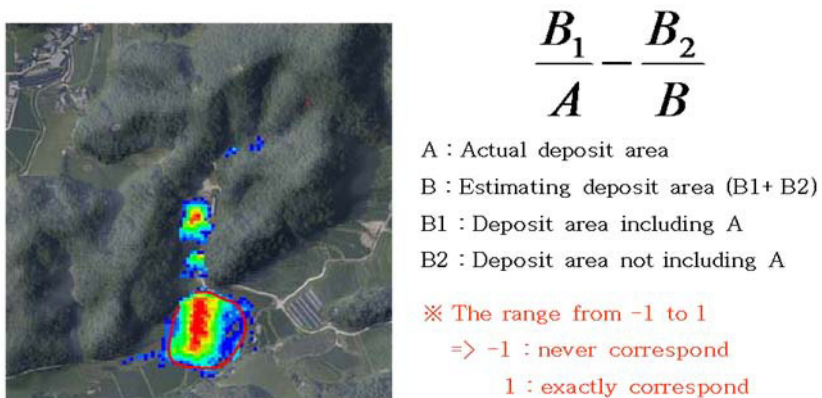 B₁/A − B₂/B
A : Actual deposit area
B : Estimating deposit area (B1+ B2)
B1 : Deposit area including A
B2 : Deposit area not including A
※ The range from -1 to 1
=> -1 : never correspond
1 : exactly correspond